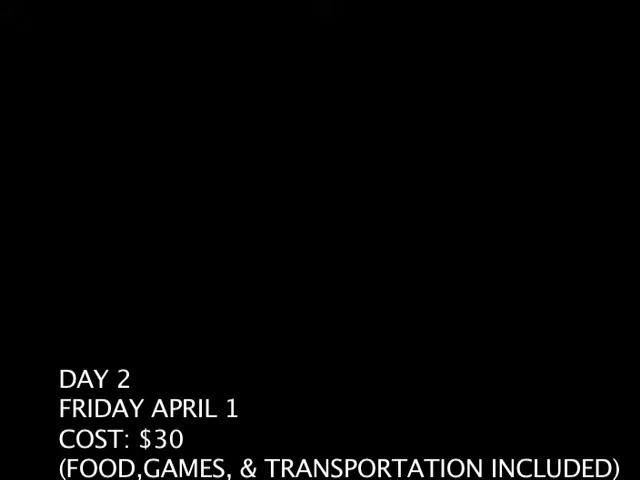 DAY 2
FRIDAY APRIL 1
COST: $30
(FOOD,GAMES, & TRANSPORTATION INCLUDED)